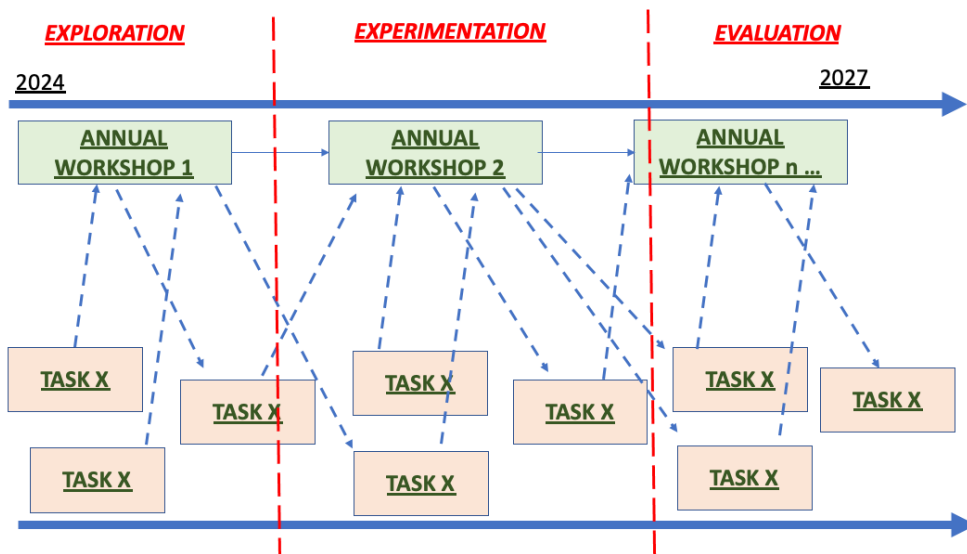 EXPLORATION
EXPERIMENTATION
EVALUATION
2024
2027
ANNUAL
WORKSHOP 1
ANNUAL
WORKSHOP 2
ANNUAL
WORKSHOP n ...
TASK X
TASK X
TASK X
TASK X
TASK X
TASK X
TASK X
TASK X
TASK X